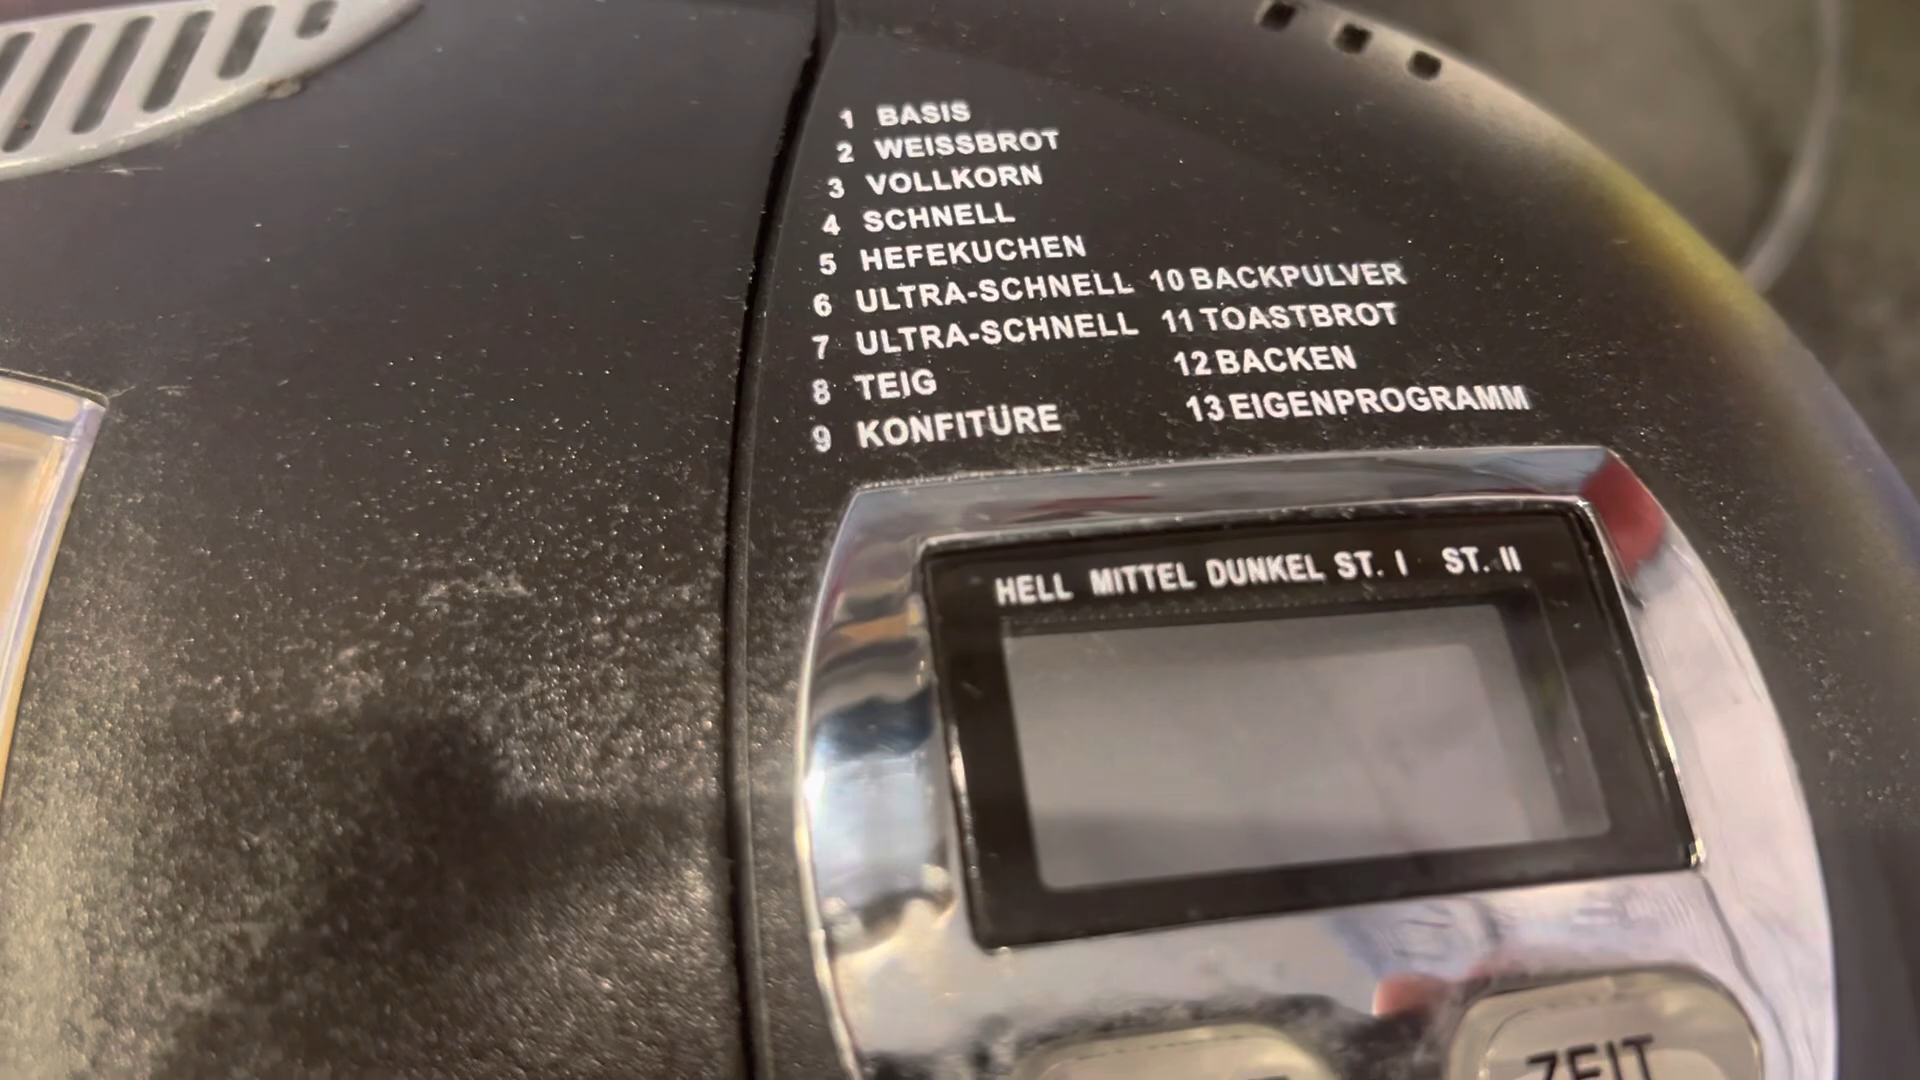 1 BASIS
2 WEISSBROT
3 VOLLKORN
4 SCHNELL
5 HEFEKUCHEN
6 ULTRA-SCHNELL 10 BACKPULVER
7 ULTRA-SCHNELL 11 TOASTBROT
8 TEIG 12 BACKEN
9 KONFITÜRE 13 EIGENPROGRAMM
HELL MITTEL DUNKEL ST. I ST. II
ZEIT